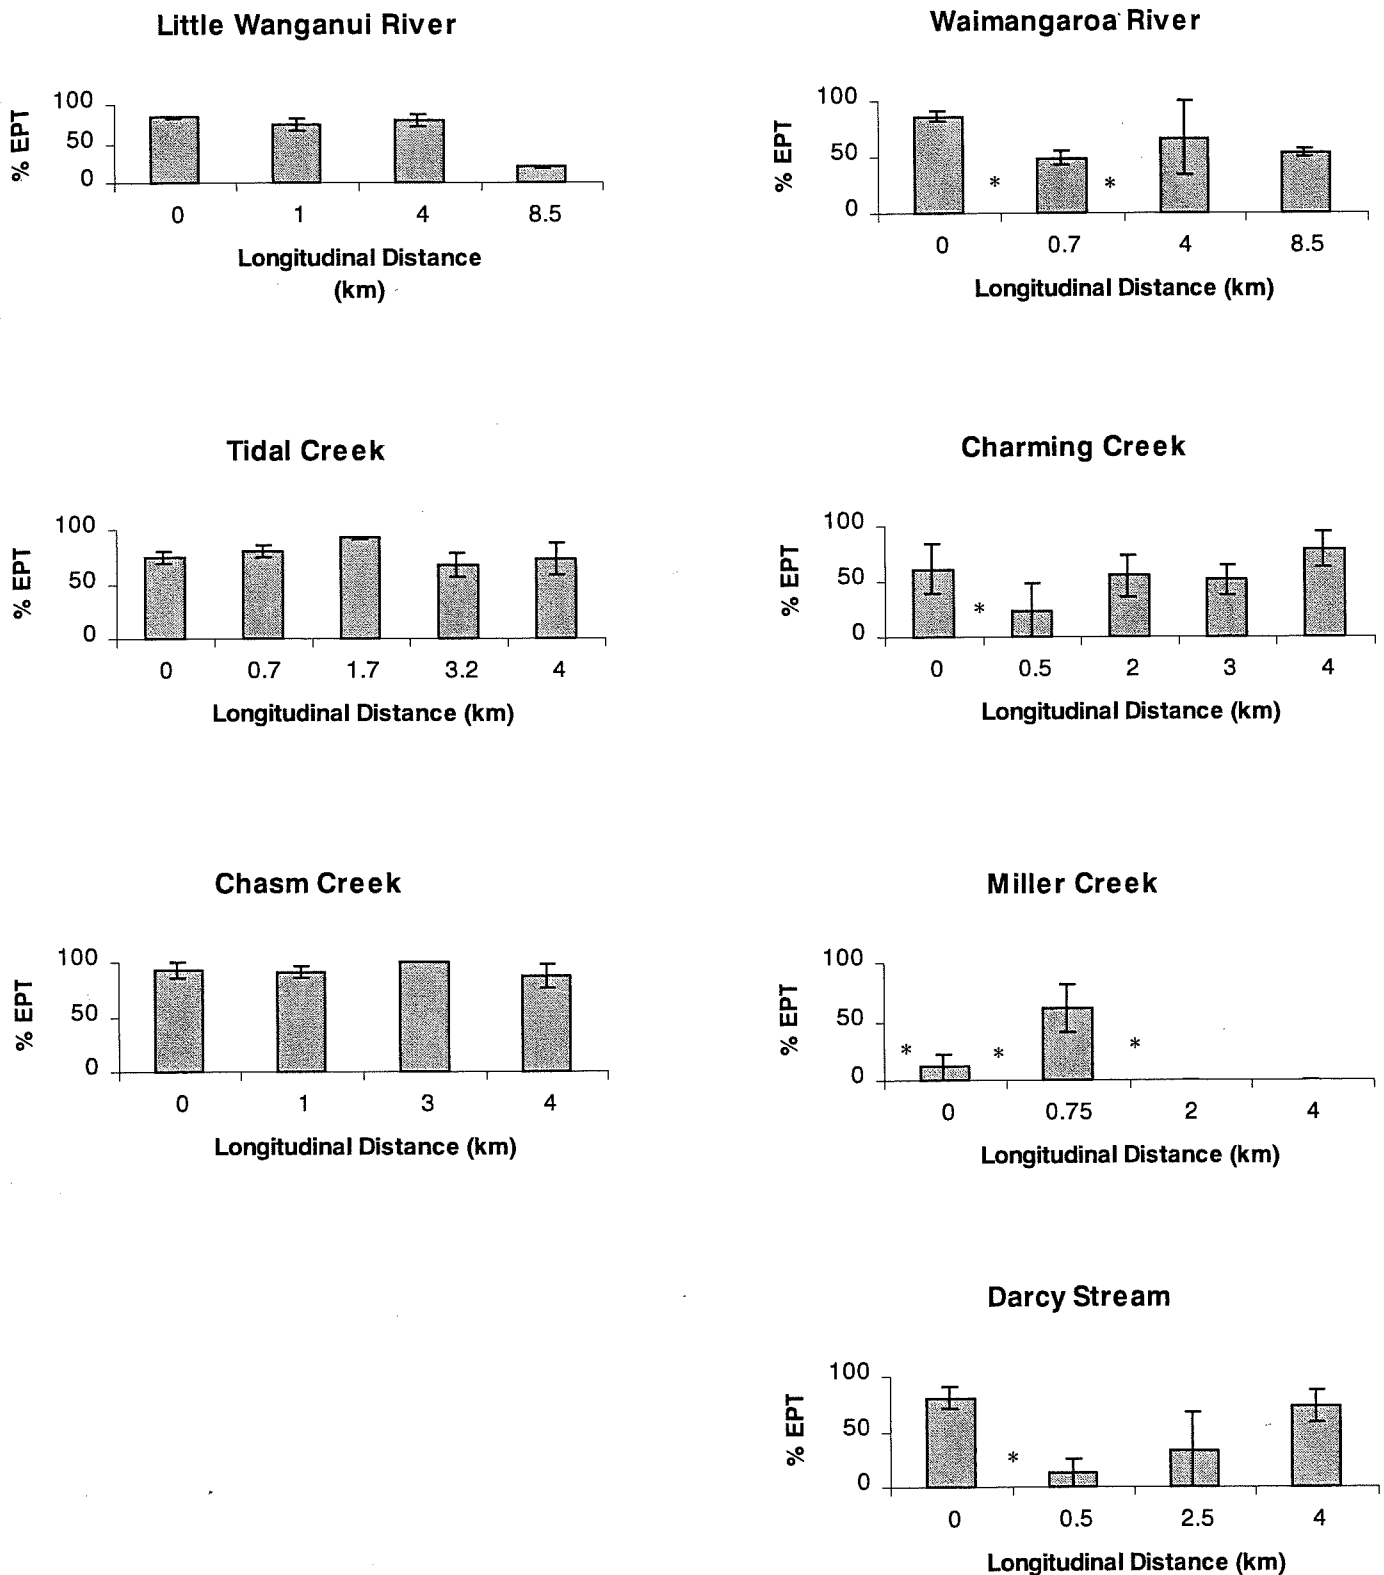 Little Wanganui River
% EPT
100
50
0
0 1 4 8.5
Longitudinal Distance
(km)
Waimangaroa River
% EPT
100
50
0
* *
0 0.7 4 8.5
Longitudinal Distance (km)
Tidal Creek
% EPT
100
50
0
0 0.7 1.7 3.2 4
Longitudinal Distance (km)
Charming Creek
% EPT
100
50
0
*
0 0.5 2 3 4
Longitudinal Distance (km)
Chasm Creek
% EPT
100
50
0
0 1 3 4
Longitudinal Distance (km)
Miller Creek
% EPT
100
50
0
* * *
0 0.75 2 4
Longitudinal Distance (km)
Darcy Stream
% EPT
100
50
0
*
0 0.5 2.5 4
Longitudinal Distance (km)